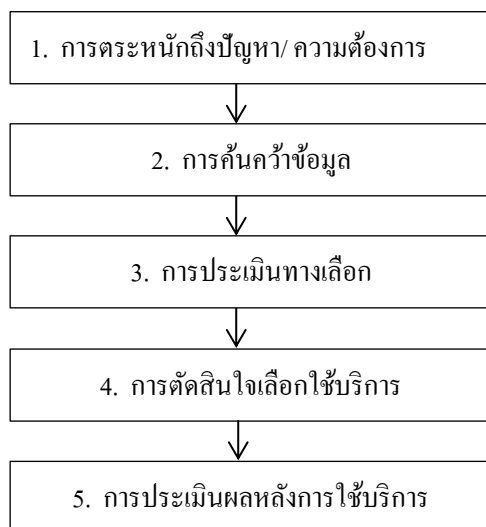 1. การตระหนักถึงปัญหา/ ความต้องการ
2. การค้นคว้าข้อมูล
3. การประเมินทางเลือก
4. การตัดสินใจเลือกใช้บริการ
5. การประเมินผลหลังการใช้บริการ